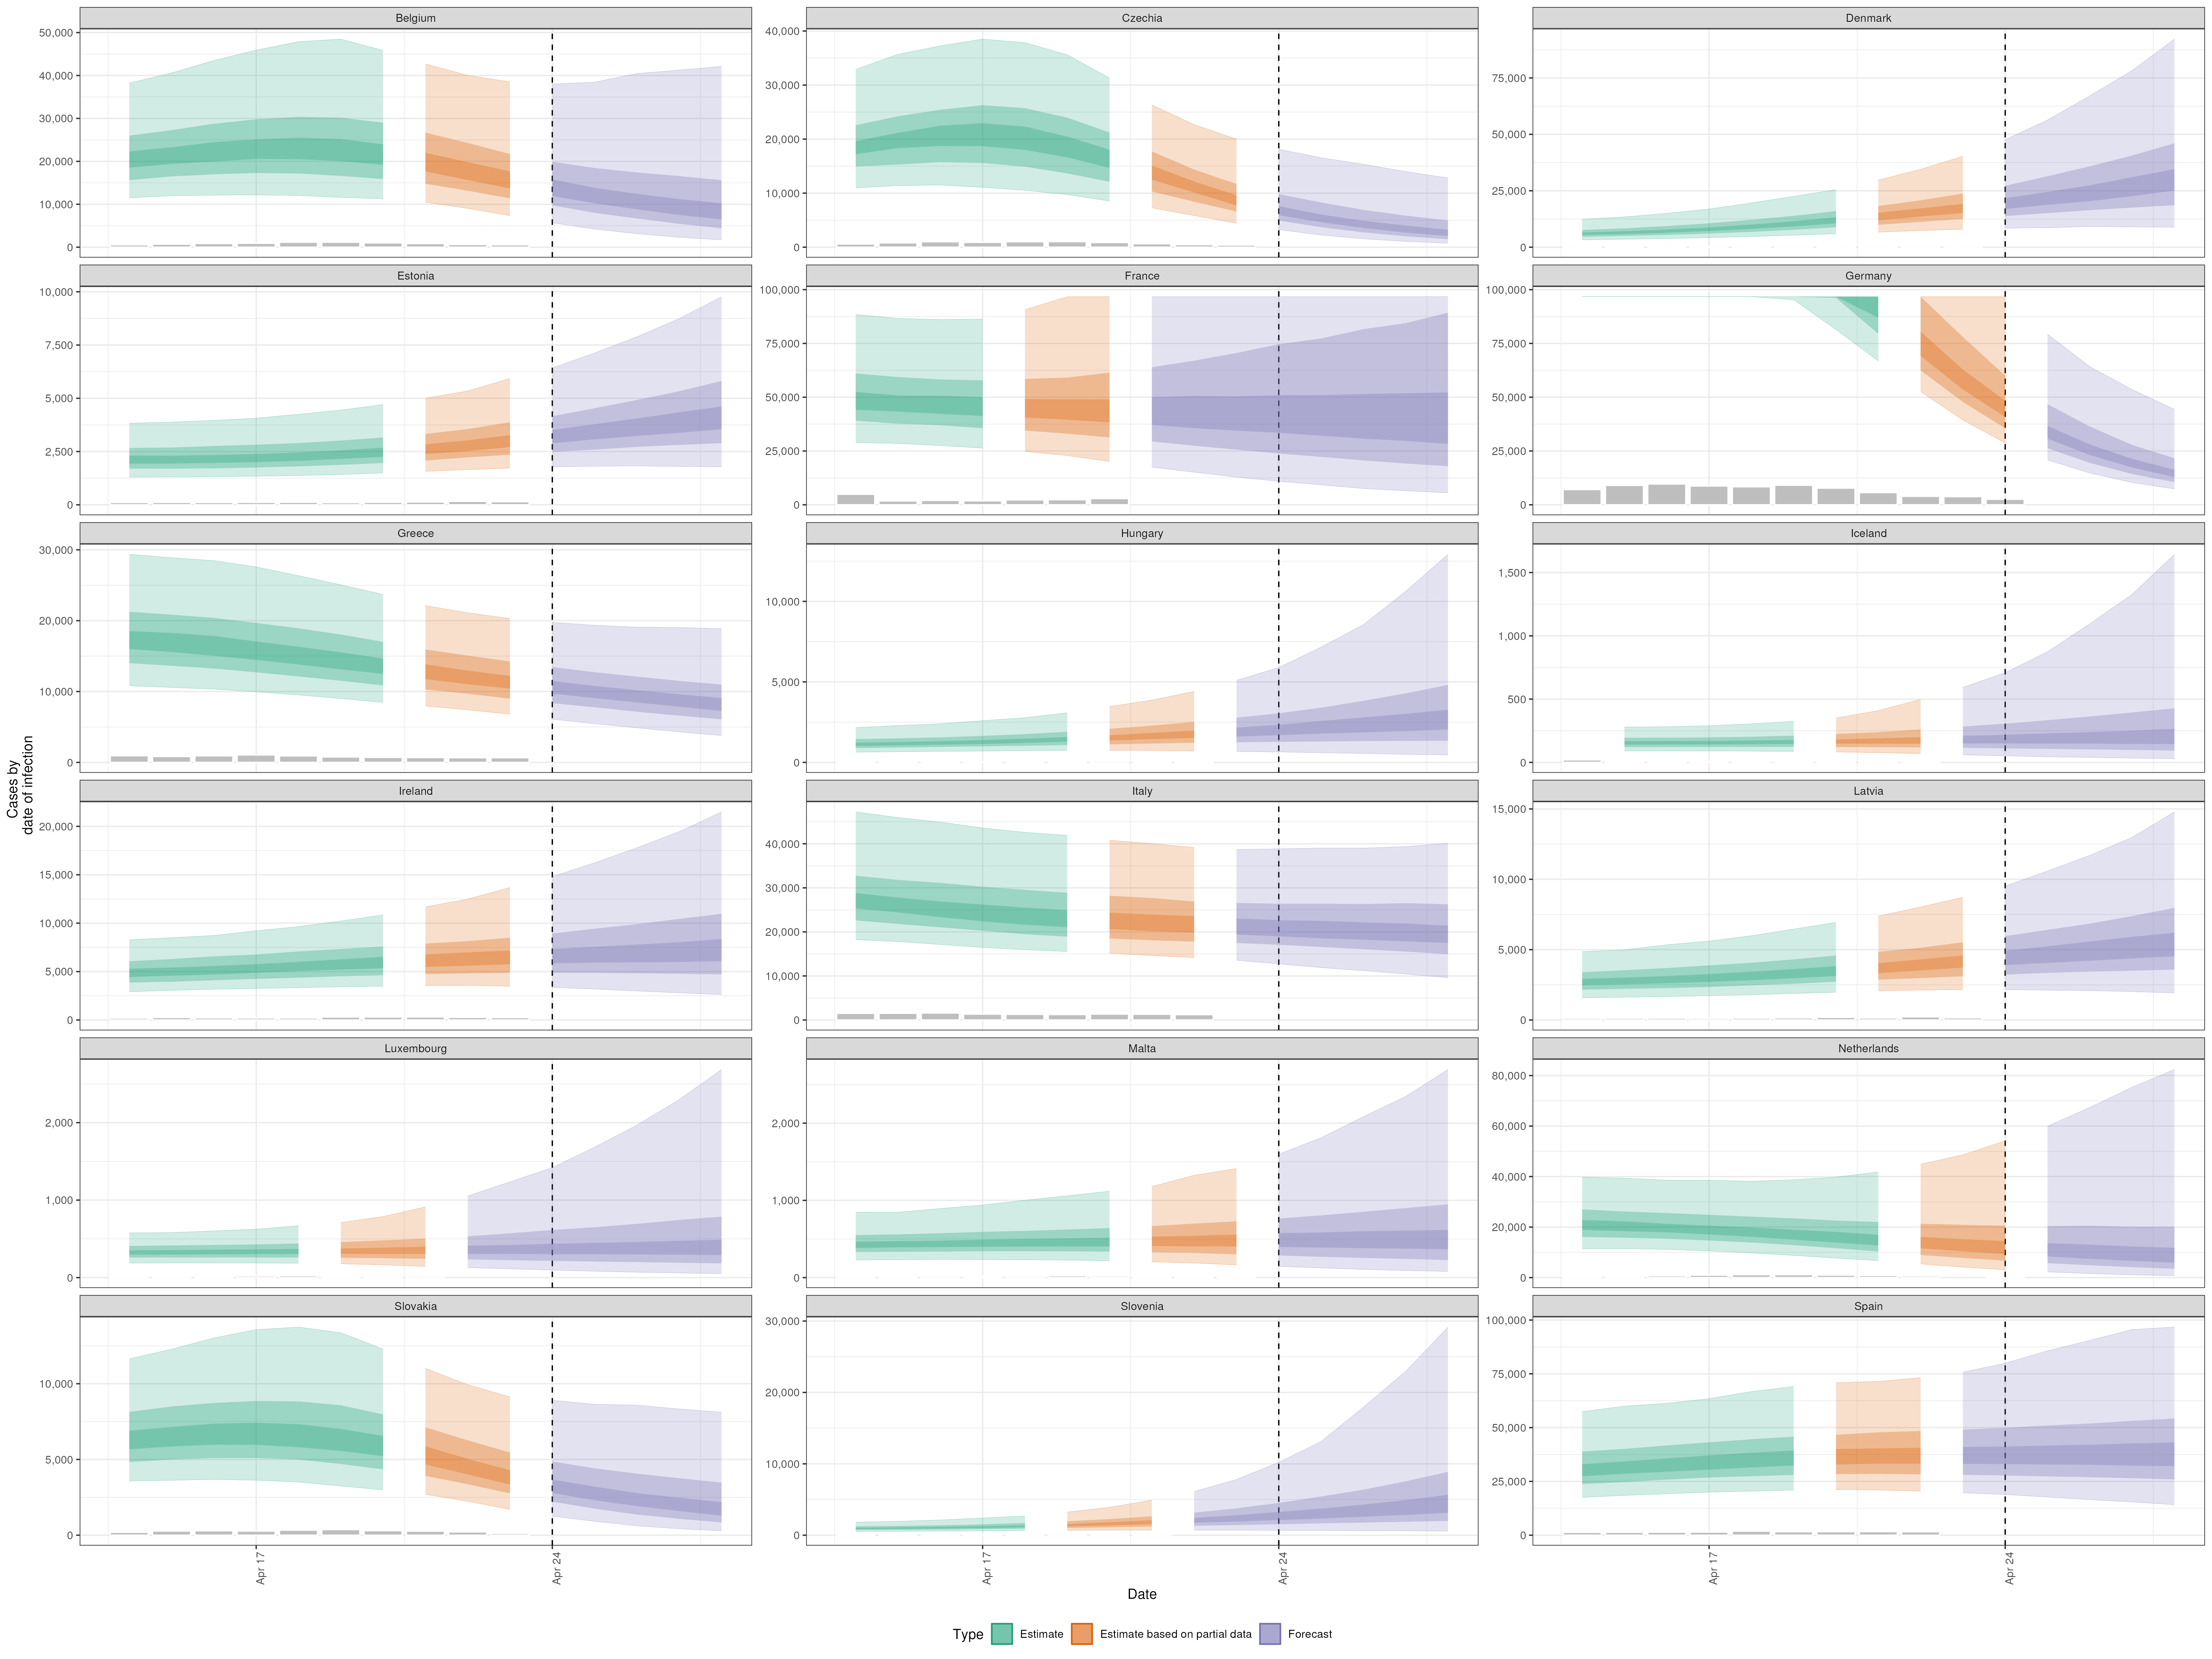 Belgium
Czechia
Denmark
50,000
40,000
30,000
20,000
10,000
0
40,000
30,000
20,000
10,000
0
75,000
50,000
25,000
0
Estonia
France
Germany
10,000
7,500
5,000
2,500
0
100,000
75,000
50,000
25,000
0
100,000
75,000
50,000
25,000
0
Greece
Hungary
Iceland
30,000
20,000
10,000
0
10,000
5,000
0
1,500
1,000
500
0
Cases by
date of infection
Ireland
Italy
Latvia
20,000
15,000
10,000
5,000
0
40,000
30,000
20,000
10,000
0
15,000
10,000
5,000
0
Luxembourg
Malta
Netherlands
2,000
1,000
0
2,000
1,000
0
80,000
60,000
40,000
20,000
0
Slovakia
Slovenia
Spain
10,000
5,000
0
30,000
20,000
10,000
0
100,000
75,000
50,000
25,000
0
Apr 17
Apr 24
Apr 17
Apr 24
Apr 17
Apr 24
Date
Type Estimate Estimate based on partial data Forecast